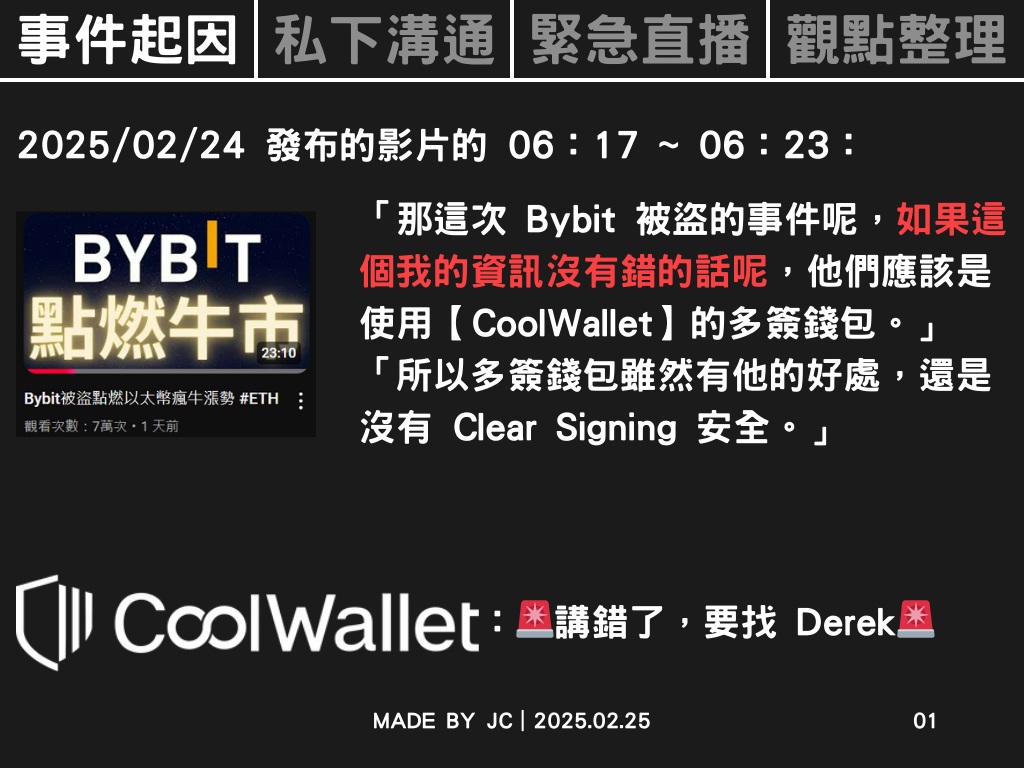 事件起因
私下溝通
緊急直播
觀點整理
2025/02/24 發布的影片的 06：17 ~ 06：23：
BYBIT
點燃牛市
23:10
Bybit被盜點燃以太幣瘋牛漲勢 #ETH
觀看次數：7萬次・1 天前
「那這次 Bybit 被盜的事件呢，如果這
個我的資訊沒有錯的話呢，他們應該是
使用【CoolWallet】的多簽錢包。」
「所以多簽錢包雖然有他的好處，還是
沒有 Clear Signing 安全。」
CoolWallet：🚨講錯了，要找 Derek🚨
MADE BY JC | 2025.02.25
01